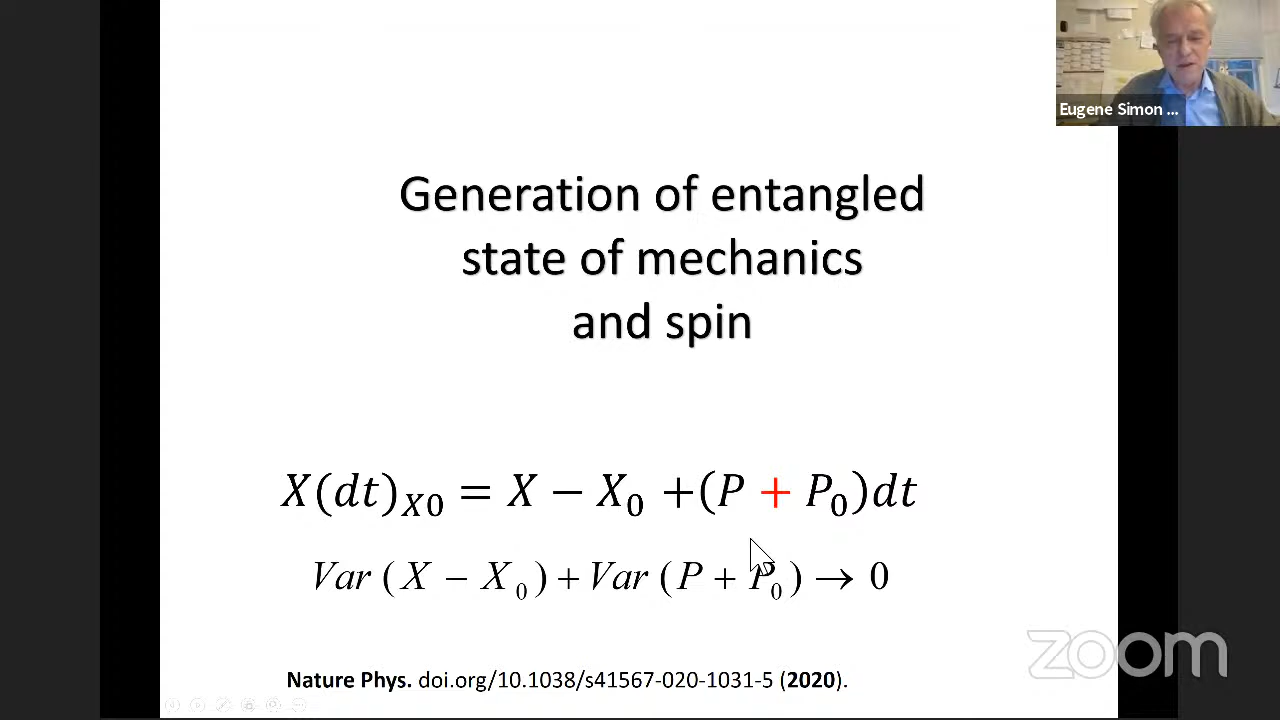 Eugene Simon ...
Generation of entangled
state of mechanics
and spin
X(dt)_{X0} = X − X₀ +(P + P₀)dt
Var ( X − X ₀ ) + Var ( P + P₀ ) → 0
zoom
Nature Phys. doi.org/10.1038/s41567-020-1031-5 (2020).